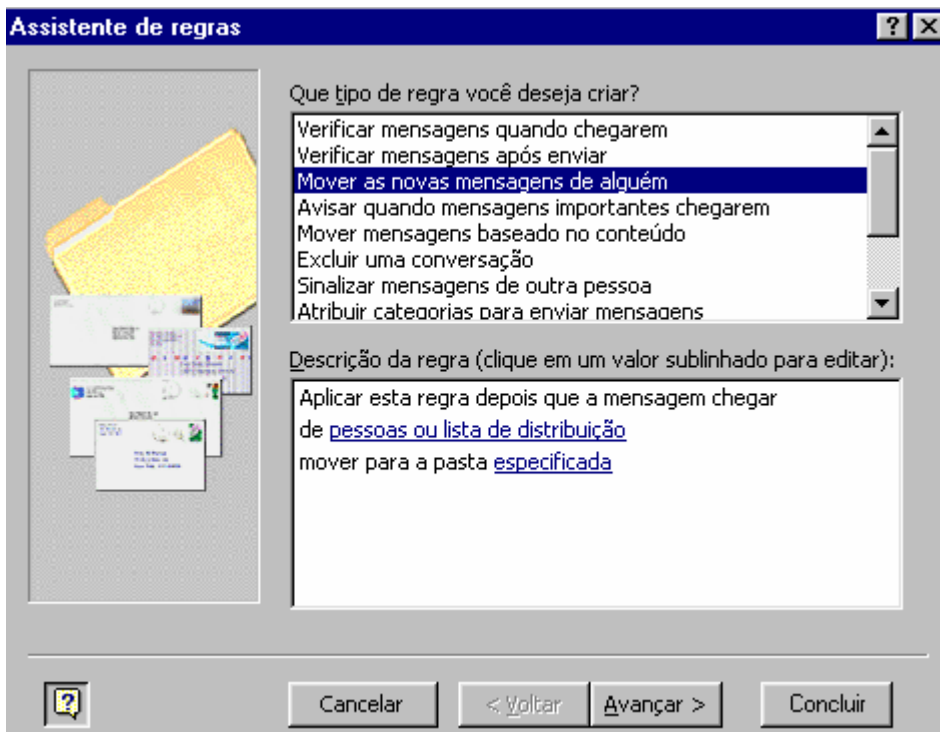 Assistente de regras
Que tipo de regra você deseja criar?
Verificar mensagens quando chegarem
Verificar mensagens após enviar
Mover as novas mensagens de alguém
Avisar quando mensagens importantes chegarem
Mover mensagens baseado no conteúdo
Excluir uma conversação
Sinalizar mensagens de outra pessoa
Atribuir categorias para enviar mensagens
Descrição da regra (clique em um valor sublinhado para editar):
Aplicar esta regra depois que a mensagem chegar
de pessoas ou lista de distribuição
mover para a pasta especificada
Cancelar
< Voltar
Avançar >
Concluir